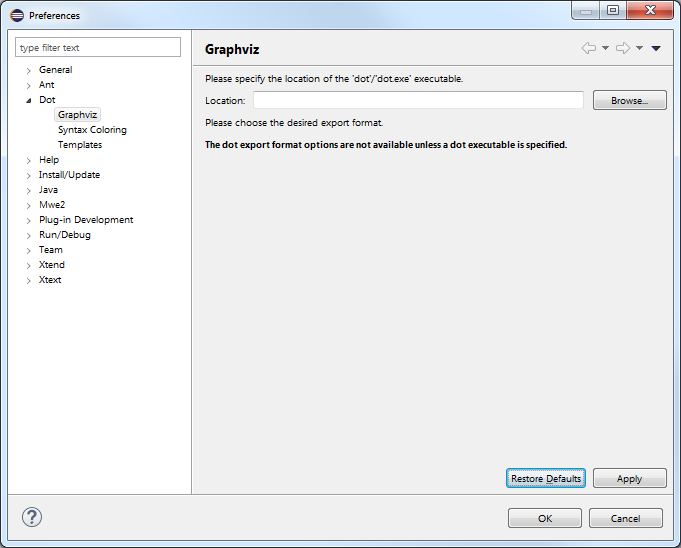 Preferences
type filter text
General
Ant
Dot
Graphviz
Syntax Coloring
Templates
Help
Install/Update
Java
Mwe2
Plug-in Development
Run/Debug
Team
Xtend
Xtext
Graphviz
Please specify the location of the 'dot'/'dot.exe' executable.
Location:
Browse...
Please choose the desired export format.
The dot export format options are not available unless a dot executable is specified.
Restore Defaults
Apply
?
OK
Cancel